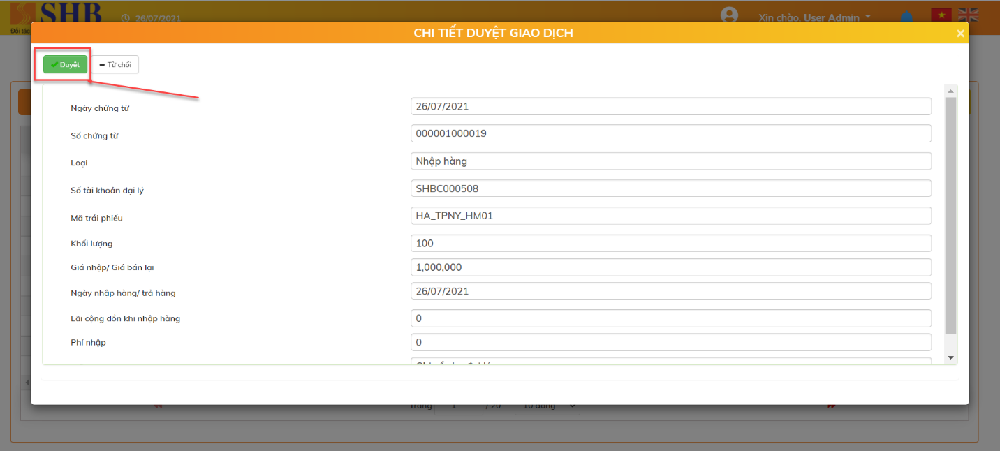 SHB
Đối tác
26/07/2021
Xin chào, User Admin
CHI TIẾT DUYỆT GIAO DỊCH
×
Duyệt
Từ chối
Ngày chứng từ
26/07/2021
Số chứng từ
000001000019
Loại
Nhập hàng
Số tài khoản đại lý
SHBC000508
Mã trái phiếu
HA_TPNY_HM01
Khối lượng
100
Giá nhập/ Giá bán lại
1,000,000
Ngày nhập hàng/ trả hàng
26/07/2021
Lãi cộng dồn khi nhập hàng
0
Phí nhập
0
Trang 1 / 20 10 dòng